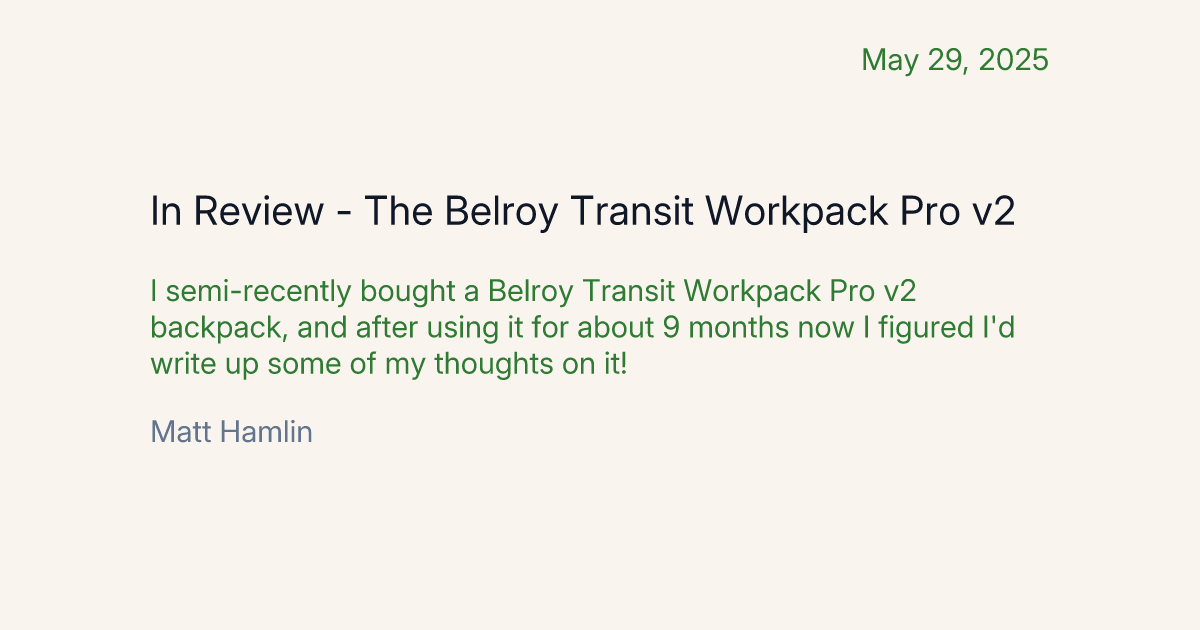 May 29, 2025
In Review - The Belroy Transit Workpack Pro v2
I semi-recently bought a Belroy Transit Workpack Pro v2
backpack, and after using it for about 9 months now I figured I'd
write up some of my thoughts on it!
Matt Hamlin